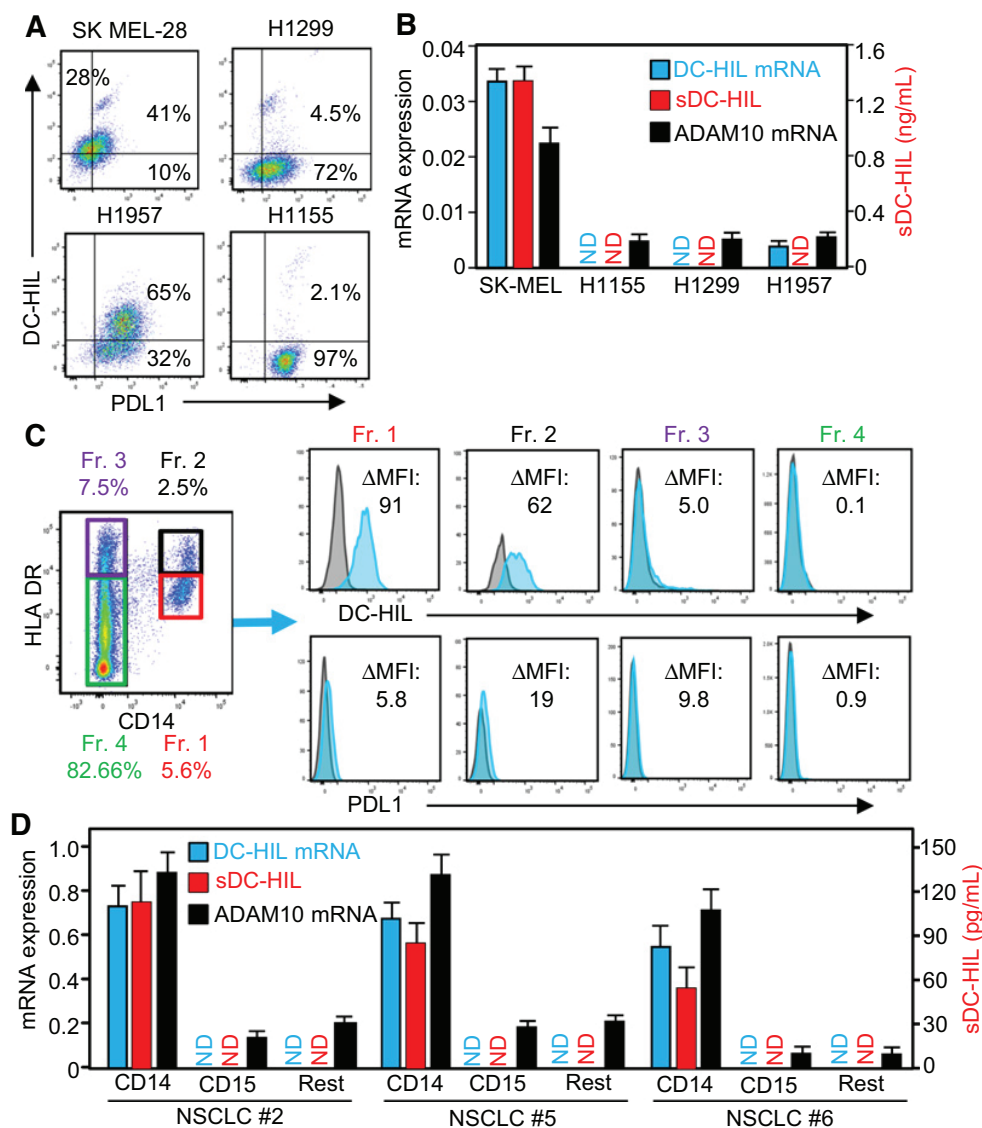 A
SK MEL-28
H1299
28%
41%
10%
4.5%
72%
H1957
H1155
65%
32%
2.1%
97%
DC-HIL
PDL1
B
0.04
0.03
0.02
0.01
0
mRNA expression
DC-HIL mRNA
sDC-HIL
ADAM10 mRNA
1.6
1.2
0.8
0.4
0
sDC-HIL (ng/mL)
ND ND
ND ND
ND
SK-MEL H1155 H1299 H1957
C
Fr. 3
7.5%
Fr. 2
2.5%
HLA DR
CD14
Fr. 4
82.66%
Fr. 1
5.6%
Fr. 1 Fr. 2 Fr. 3 Fr. 4
ΔMFI: 91
ΔMFI: 62
ΔMFI: 5.0
ΔMFI: 0.1
DC-HIL
ΔMFI: 5.8
ΔMFI: 19
ΔMFI: 9.8
ΔMFI: 0.9
PDL1
D
1.0
0.8
0.6
0.4
0.2
0
mRNA expression
DC-HIL mRNA
sDC-HIL
ADAM10 mRNA
150
120
90
60
30
0
sDC-HIL (pg/mL)
ND ND ND ND
ND ND ND ND
ND ND ND ND
CD14 CD15 Rest CD14 CD15 Rest CD14 CD15 Rest
NSCLC #2 NSCLC #5 NSCLC #6